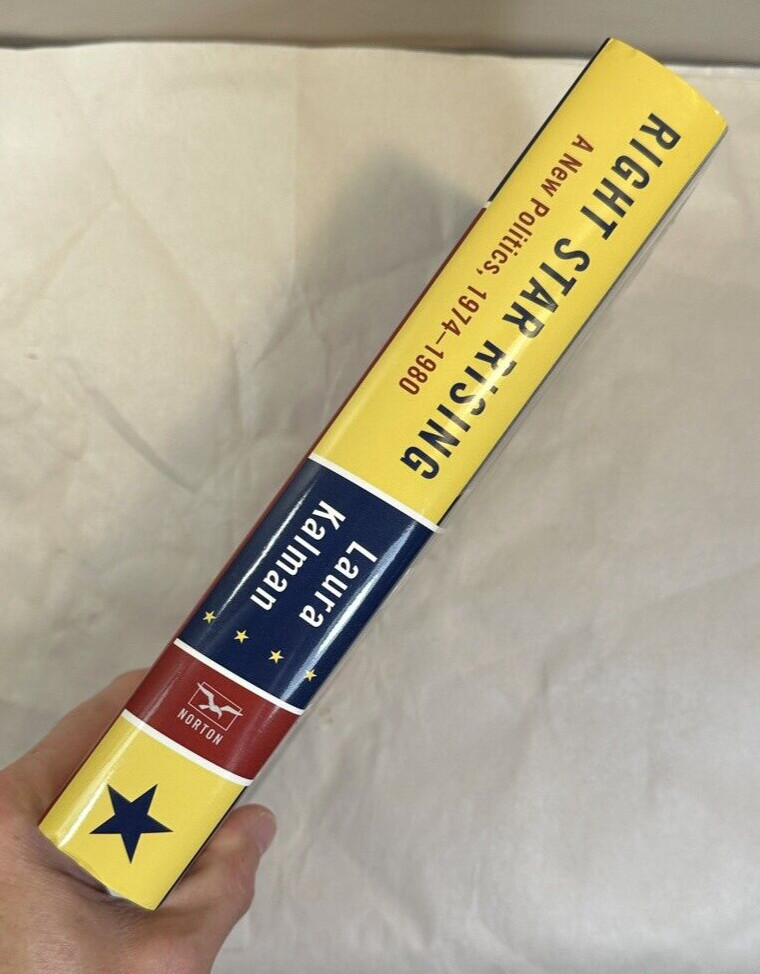 RIGHT STAR RISING
A New Politics, 1974–1980
Laura
Kalman
NORTON